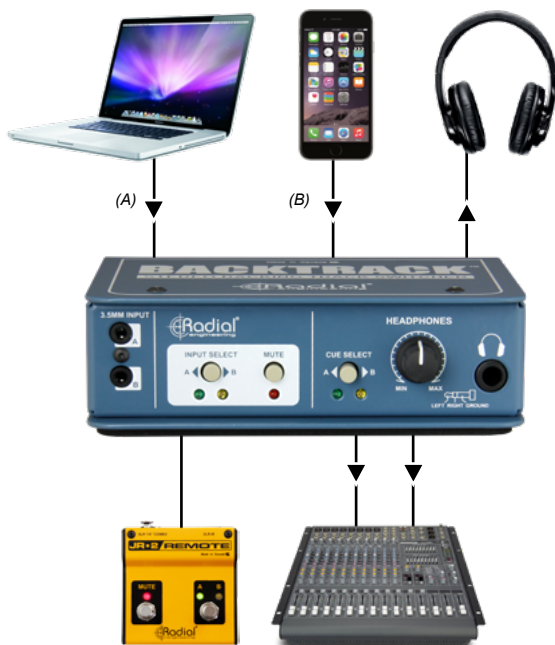 (A)
(B)
BACKTRACK
Radial
engineering
3.5MM INPUT
A
B
Radial
engineering
INPUT SELECT
A B
MUTE
CUE SELECT
A B
HEADPHONES
MIN MAX
LEFT RIGHT GROUND
JR•2 REMOTE
MUTE
A B
Radial